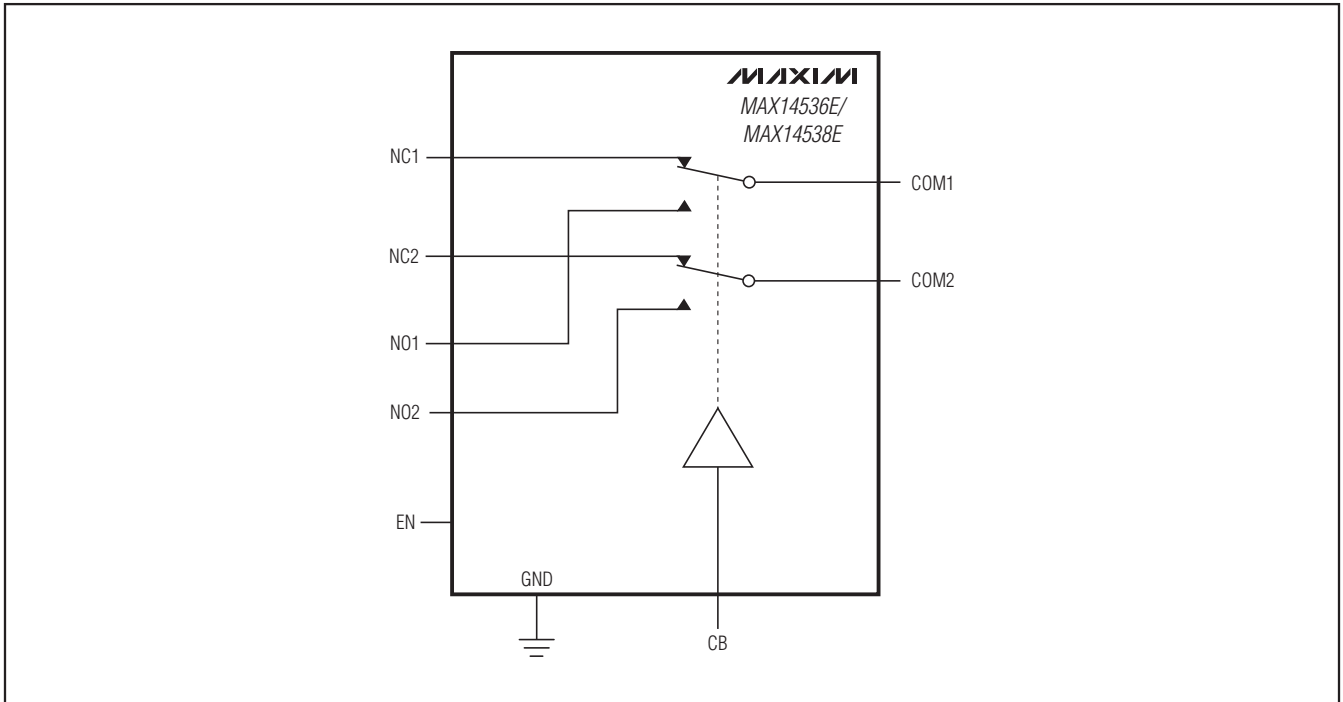 MAXIM
MAX14536E/
MAX14538E
NC1
COM1
NC2
COM2
NO1
NO2
EN
GND
CB